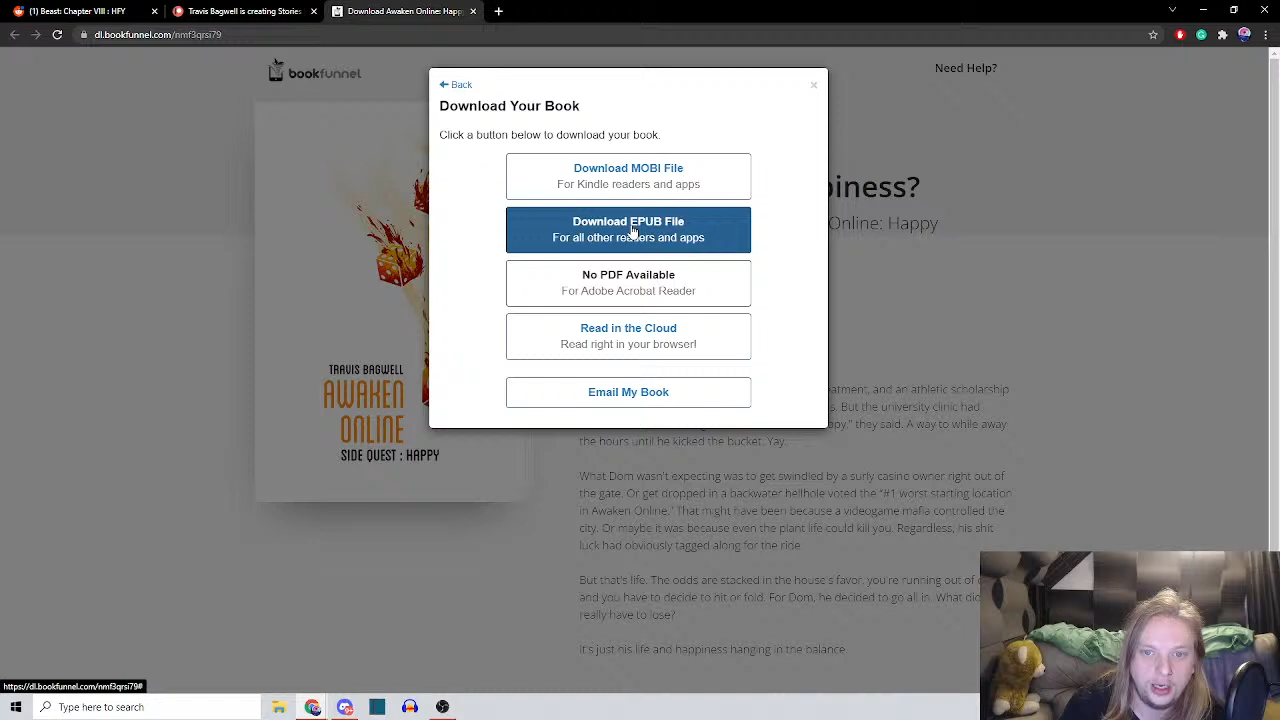 (1) Beast Chapter VIII : HFY
Travis Bagwell is creating Stories
Download Awaken Online: Happy
dl.bookfunnel.com/nmf3qrsi79
bookfunnel
Need Help?
Back
Download Your Book
Click a button below to download your book.
Download MOBI File
For Kindle readers and apps
Download EPUB File
For all other readers and apps
No PDF Available
For Adobe Acrobat Reader
Read in the Cloud
Read right in your browser!
Email My Book
piness?
Online: Happy
TRAVIS BAGWELL
AWAKEN
ONLINE
SIDE QUEST : HAPPY
eatment, and an athletic scholarship
. But the university clinic had
ppy," they said. A way to while away
the hours until he kicked the bucket. Yay.
What Dom wasn't expecting was to get swindled by a surly casino owner right out of
the gate. Or get dropped in a backwater hellhole voted the "#1 worst starting location
in Awaken Online." That might have been because a videogame mafia controlled the
city. Or maybe it was because even the plant life could kill you. Regardless, his shit
luck had obviously tagged along for the ride
But that's life. The odds are stacked in the house's favor, you're running out of
and you have to decide to hit or fold. For Dom, he decided to go all in. What did
really have to lose?
It's just his life and happiness hanging in the balance.
https://dl.bookfunnel.com/nmf3qrsi79#
Type here to search